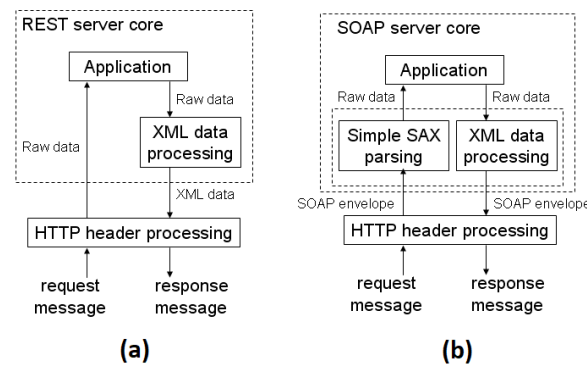 REST server core
Application
Raw data
XML data
processing
Raw data
XML data
HTTP header processing
request
message
response
message
(a)
SOAP server core
Application
Raw data
Raw data
Simple SAX
parsing
XML data
processing
SOAP envelope
SOAP envelope
HTTP header processing
request
message
response
message
(b)